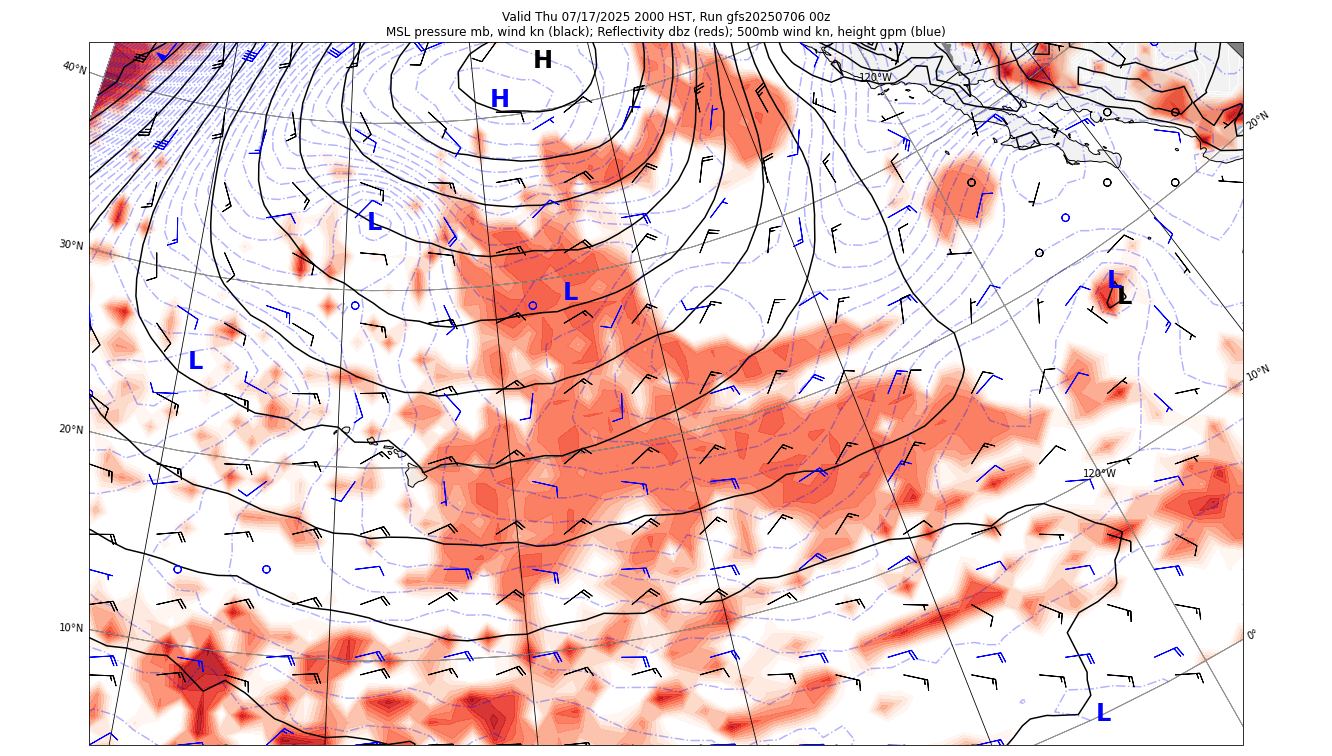 Valid Thu 07/17/2025 2000 HST, Run gfs20250706 00z
MSL pressure mb, wind kn (black); Reflectivity dbz (reds); 500mb wind kn, height gpm (blue)
H
40°N
120°W
H
20°N
L
30°N
L
L
L
L
10°N
20°N
120°W
10°N
0°
L